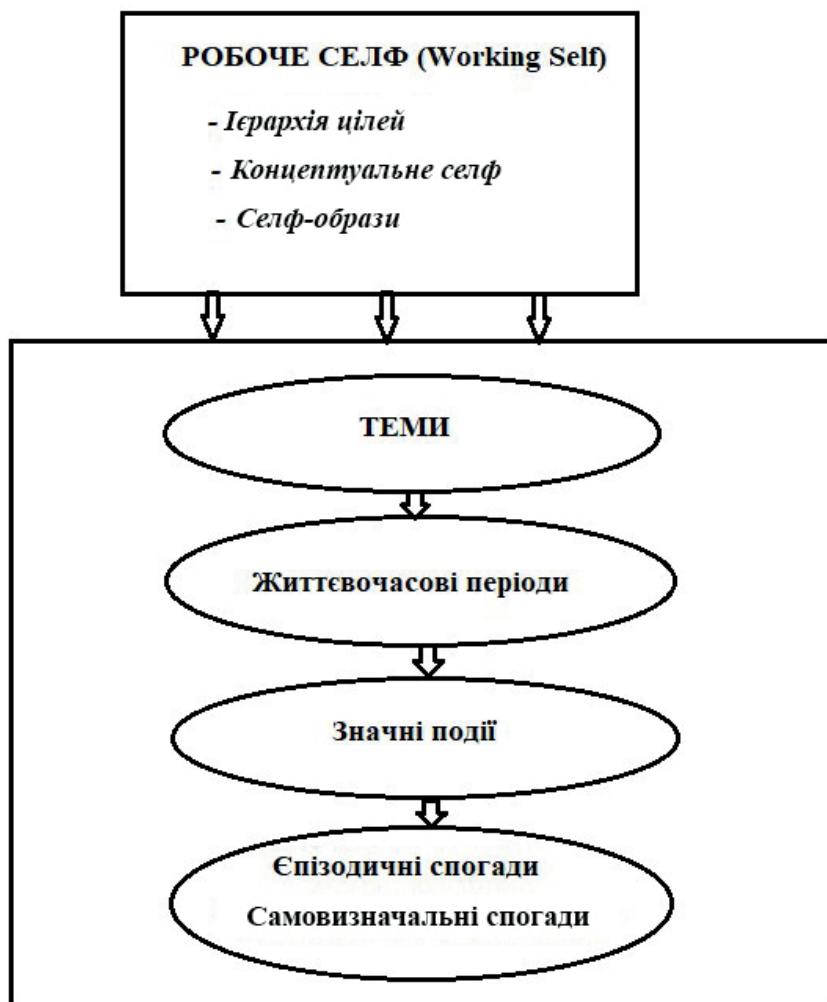 РОБОЧЕ СЕЛФ (Working Self)
- Ієрархія цілей
- Концептуальне селф
- Селф-образи
ТЕМИ
Життєвочасові періоди
Значні події
Єпізодичні спогади
Самовизначальні спогади